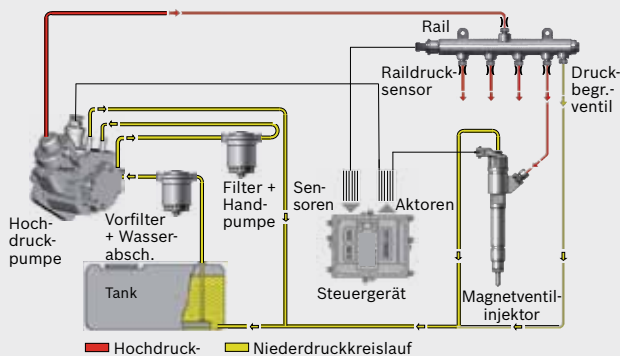 Rail
Raildruck-
sensor
Druck-
begr.-
ventil
Filter +
Hand-
pumpe
Sen-
soren
Aktoren
Hoch-
druck-
pumpe
Vorfilter
+ Wasser-
absch.
Tank
Steuergerät
Magnetventil-
injektor
Hochdruck-
Niederdruckkreislauf